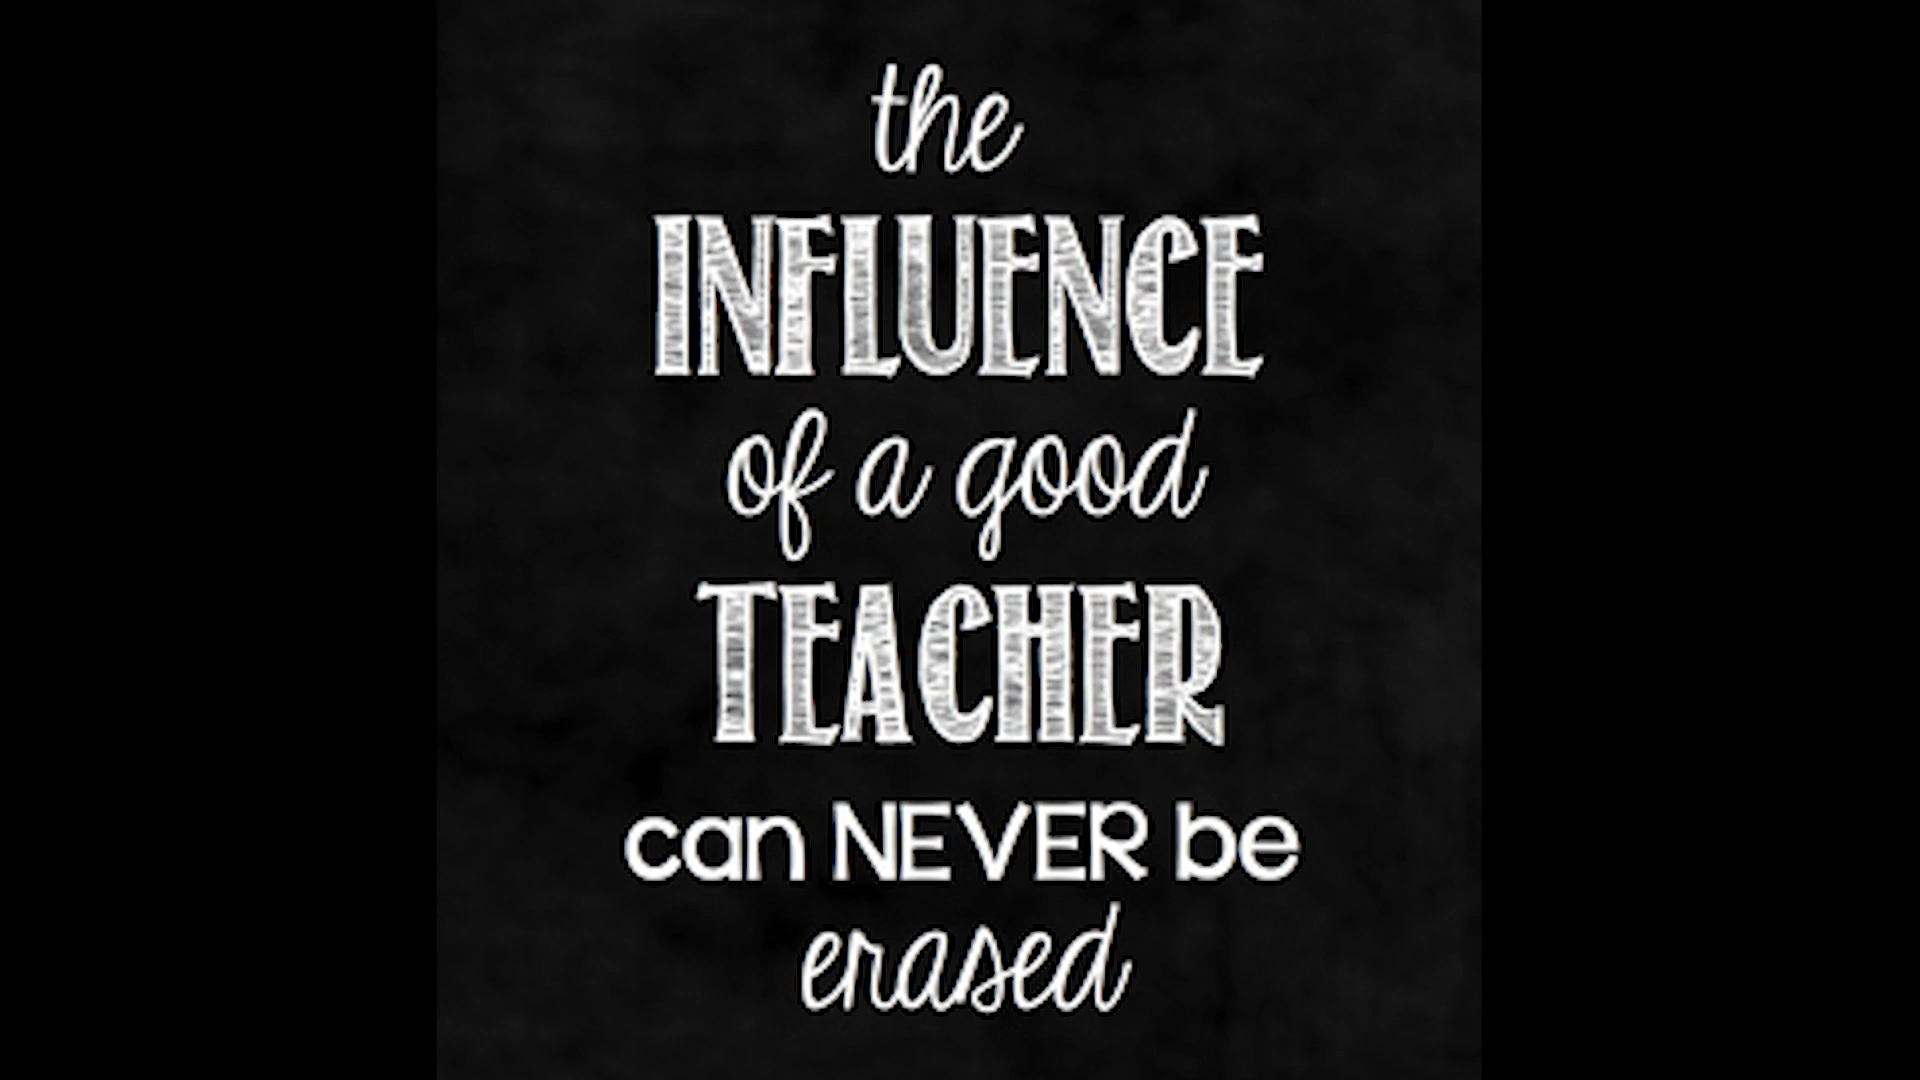 the
INFLUENCE
of a good
TEACHER
can NEVER be
erased